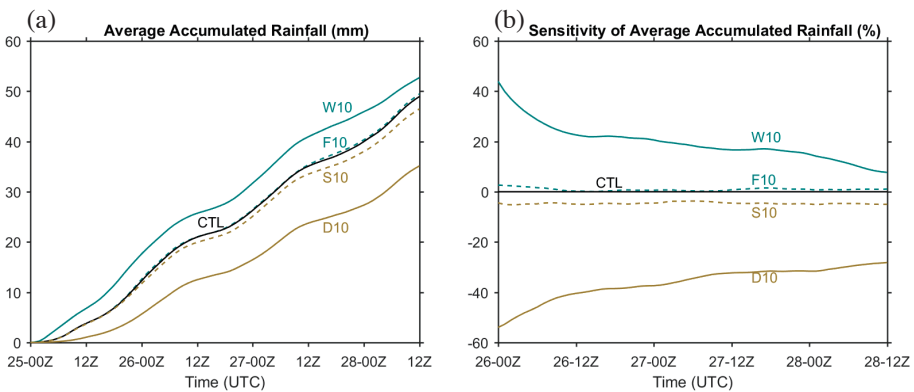 (a)
Average Accumulated Rainfall (mm)
60
50
40
30
20
10
0
W10
F10
S10
CTL
D10
25-00Z 12Z 26-00Z 12Z 27-00Z 12Z 28-00Z 12Z
Time (UTC)
(b)
Sensitivity of Average Accumulated Rainfall (%)
60
40
20
0
-20
-40
-60
W10
F10
CTL
S10
D10
26-00Z 26-12Z 27-00Z 27-12Z 28-00Z 28-12Z
Time (UTC)